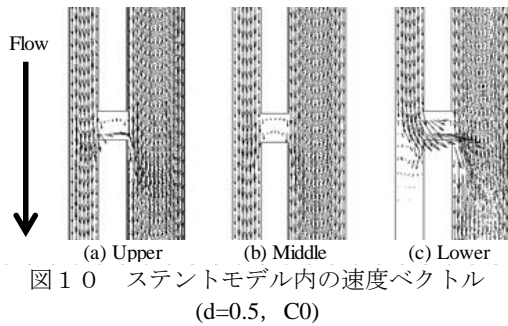 Flow
(a) Upper
(b) Middle
(c) Lower
図１０　ステントモデル内の速度ベクトル
(d=0.5, C0)